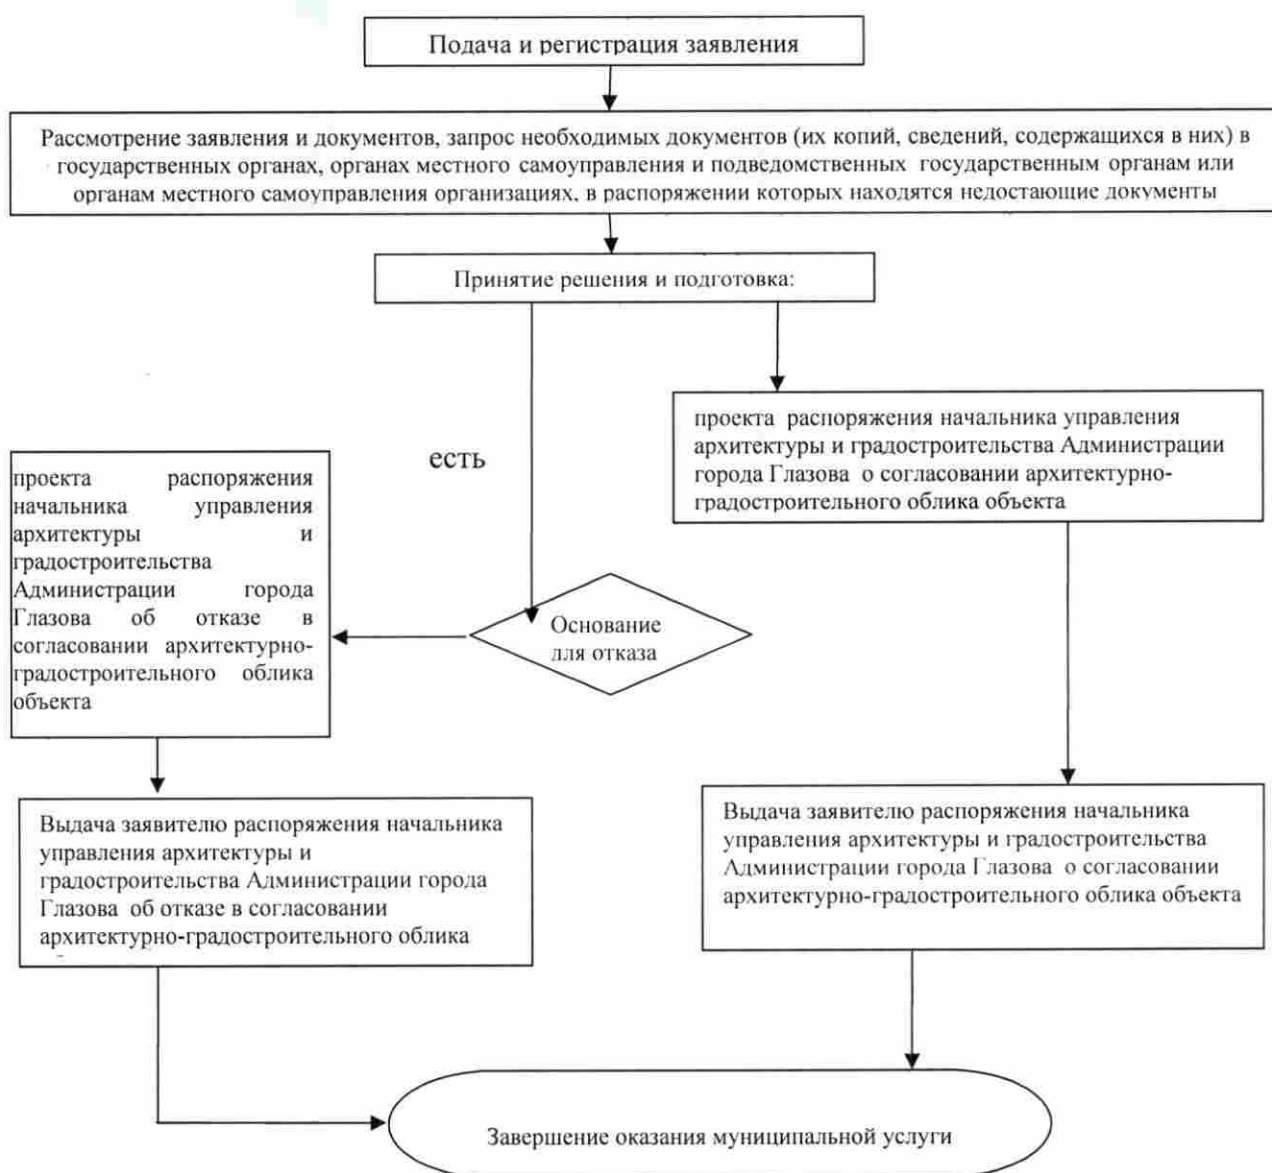 Подача и регистрация заявления
Рассмотрение заявления и документов, запрос необходимых документов (их копий, сведений, содержащихся в них) в
государственных органах, органах местного самоуправления и подведомственных государственным органам или
органам местного самоуправления организациях, в распоряжении которых находятся недостающие документы
Принятие решения и подготовка:
проекта распоряжения начальника управления
архитектуры и градостроительства Администрации
города Глазова о согласовании архитектурно-
градостроительного облика объекта
есть
проекта распоряжения
начальника управления
архитектуры и
градостроительства
Администрации города
Глазова об отказе в
согласовании архитектурно-
градостроительного облика
объекта
Основание
для отказа
Выдача заявителю распоряжения начальника
управления архитектуры и
градостроительства Администрации города
Глазова об отказе в согласовании
архитектурно-градостроительного облика
Выдача заявителю распоряжения начальника
управления архитектуры и градостроительства
Администрации города Глазова о согласовании
архитектурно-градостроительного облика объекта
Завершение оказания муниципальной услуги